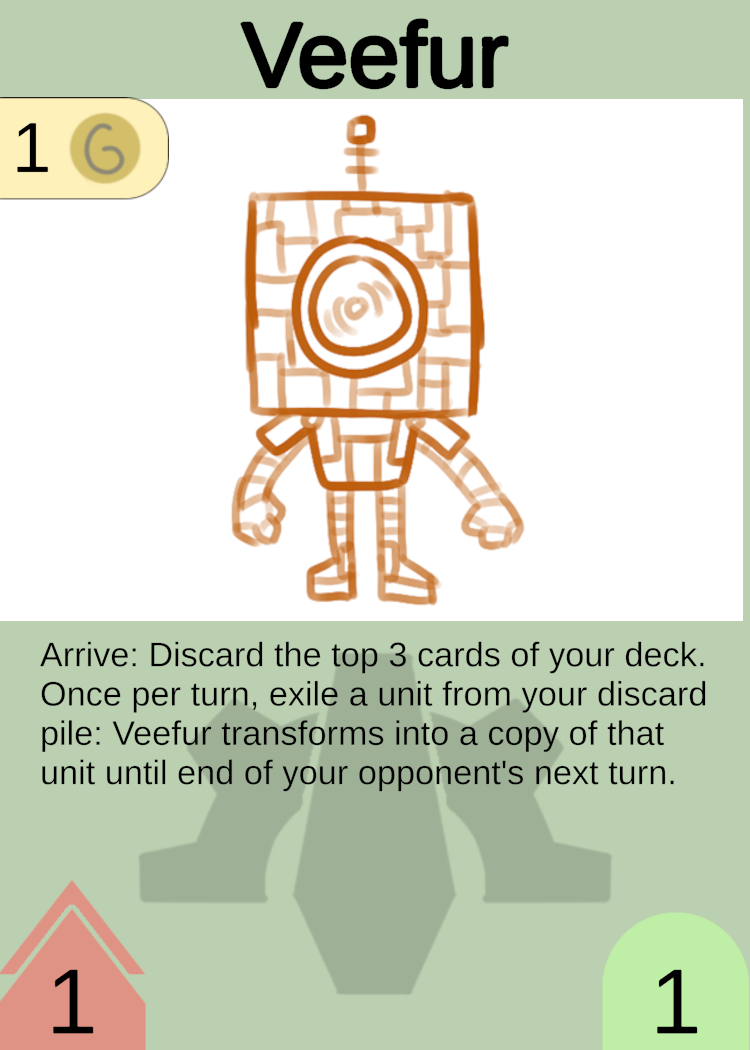 Veefur
1 G
Arrive: Discard the top 3 cards of your deck.
Once per turn, exile a unit from your discard
pile: Veefur transforms into a copy of that
unit until end of your opponent's next turn.
1
1